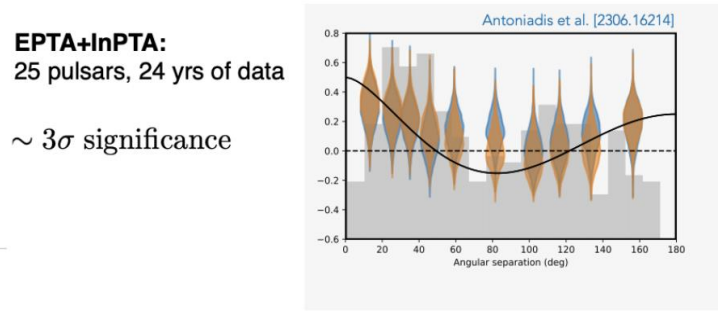 EPTA+InPTA:
25 pulsars, 24 yrs of data
∼ 3σ significance
Antoniadis et al. [2306.16214]
0.8
0.6
0.4
0.2
0.0
−0.2
−0.4
−0.6
0 20 40 60 80 100 120 140 160 180
Angular separation (deg)